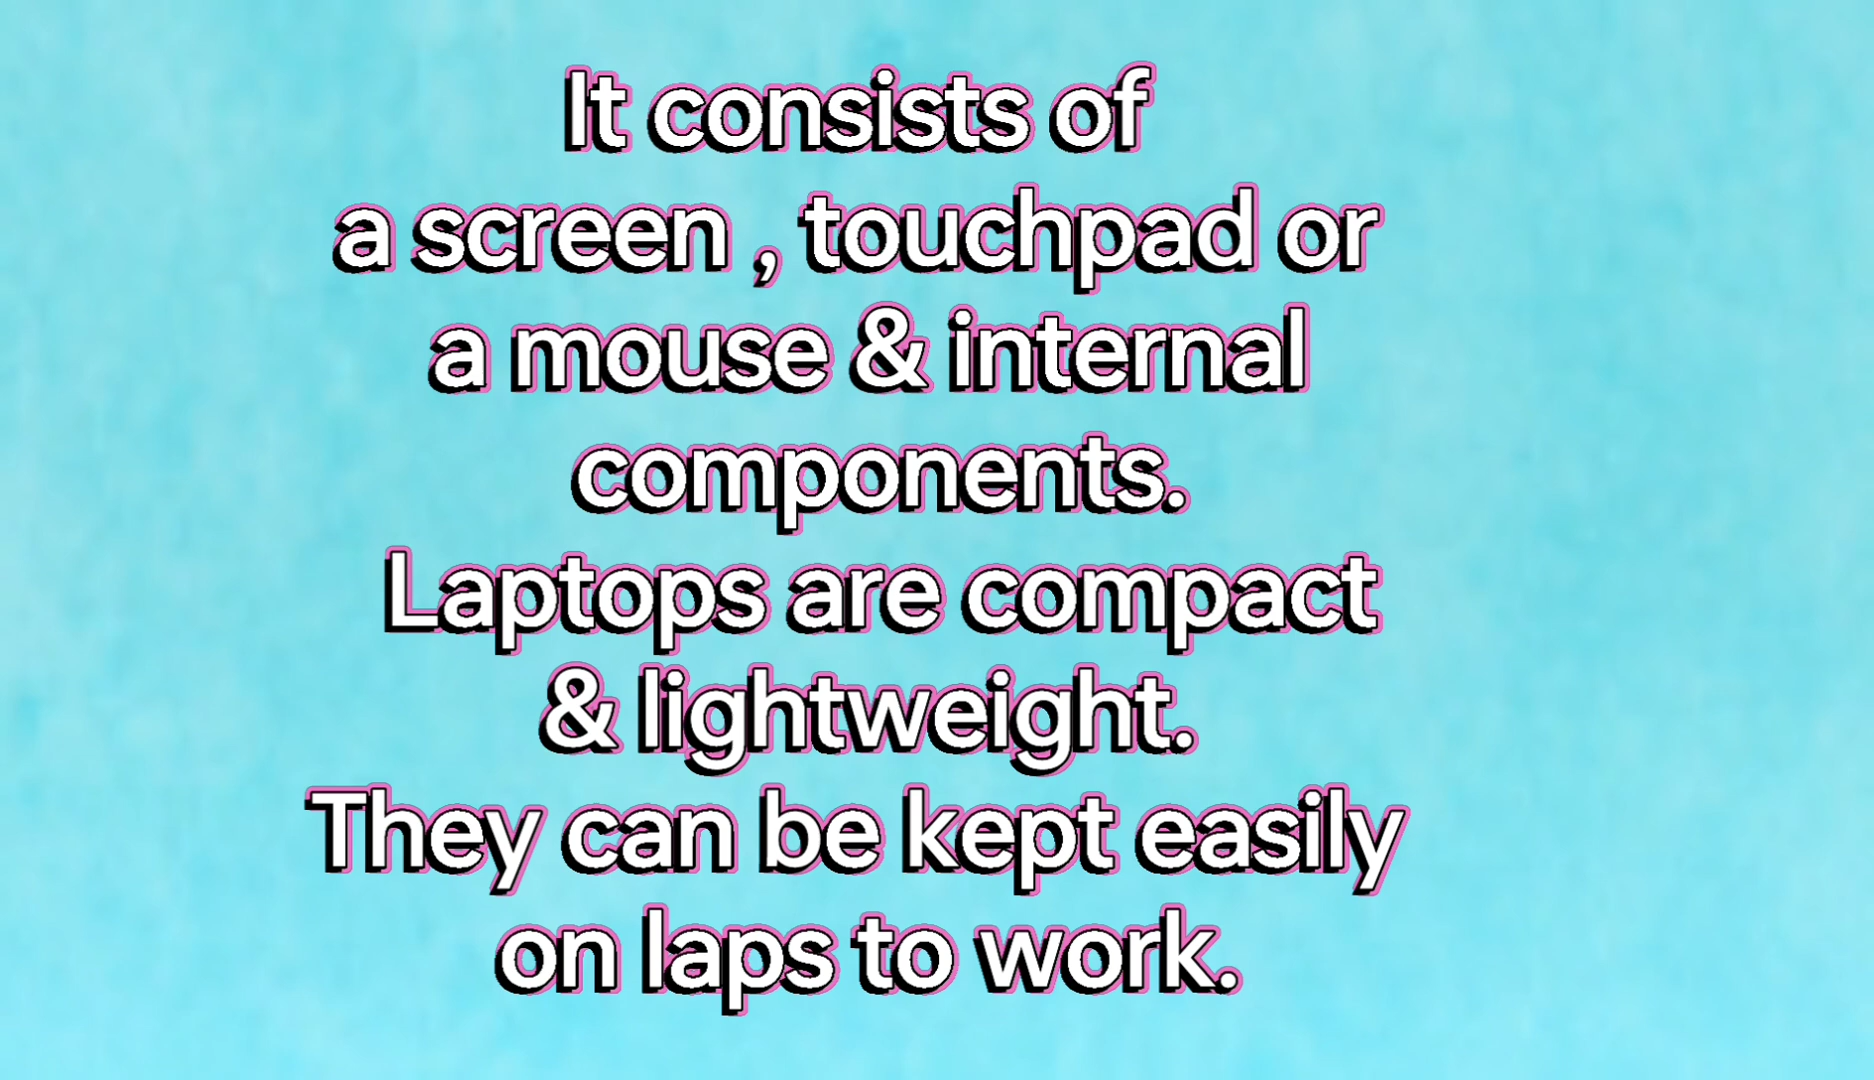 It consists of
a screen , touchpad or
a mouse & internal
components.
Laptops are compact
& lightweight.
They can be kept easily
on laps to work.